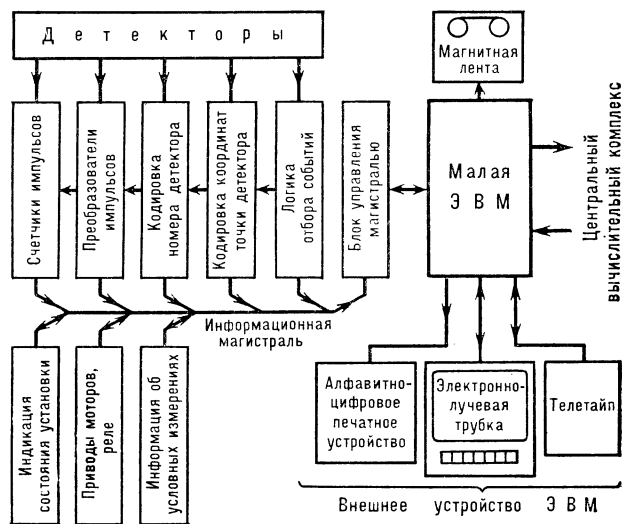 Детекторы
Магнитная
лента
Счетчики импульсов
Преобразователи
импульсов
Кодировка
номера детектора
Кодировка координат
точки детектора
Логика
отбора событий
Блок управления
магистралью
Малая
ЭВМ
Центральный
вычислительный комплекс
Информационная
магистраль
Индикация
состояния установки
Приводы моторов,
реле
Информация об
условных измерениях
Алфавитно-
цифровое
печатное
устройство
Электронно-
лучевая
трубка
Телетайп
Внешнее устройство ЭВМ